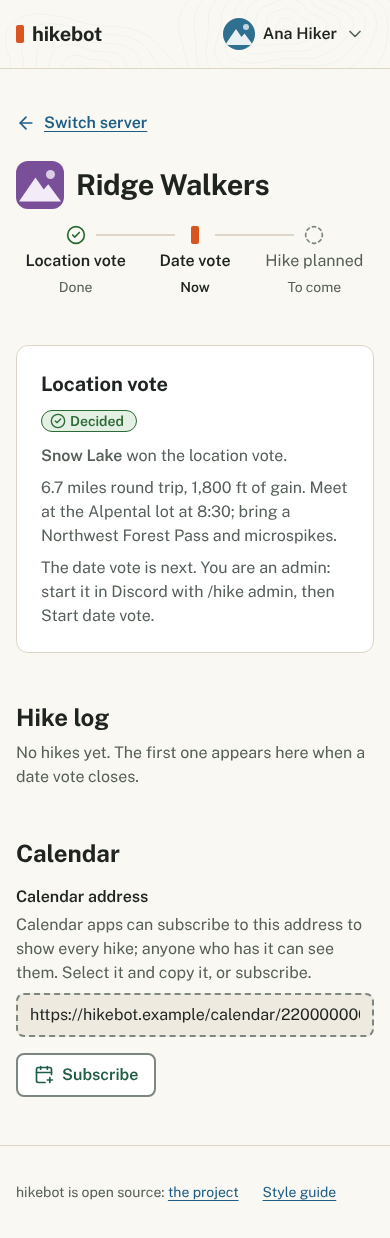 hikebot
Ana Hiker
Switch server
Ridge Walkers
Location vote
Done
Date vote
Now
Hike planned
To come
Location vote
Decided
Snow Lake won the location vote.
6.7 miles round trip, 1,800 ft of gain. Meet
at the Alpental lot at 8:30; bring a
Northwest Forest Pass and microspikes.
The date vote is next. You are an admin:
start it in Discord with /hike admin, then
Start date vote.
Hike log
No hikes yet. The first one appears here when a
date vote closes.
Calendar
Calendar address
Calendar apps can subscribe to this address to
show every hike; anyone who has it can see
them. Select it and copy it, or subscribe.
https://hikebot.example/calendar/22000000
Subscribe
hikebot is open source: the project
Style guide